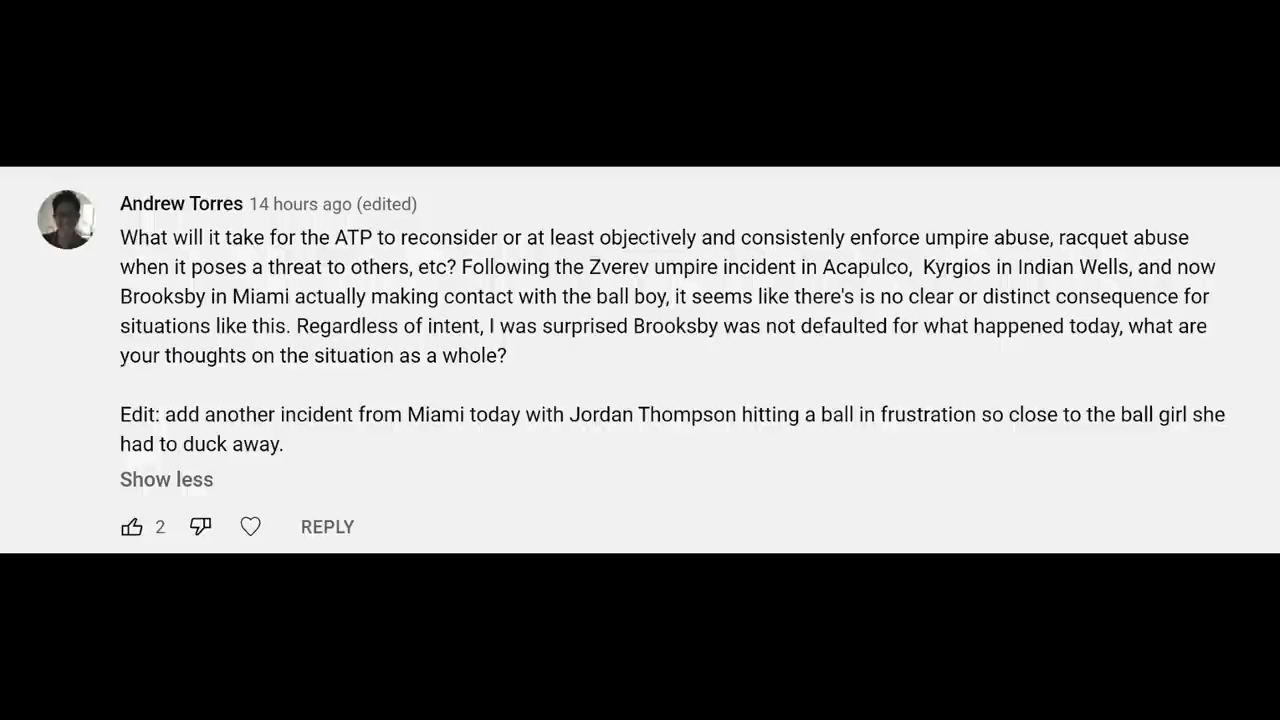 Andrew Torres 14 hours ago (edited)
What will it take for the ATP to reconsider or at least objectively and consistenly enforce umpire abuse, racquet abuse
when it poses a threat to others, etc? Following the Zverev umpire incident in Acapulco,  Kyrgios in Indian Wells, and now
Brooksby in Miami actually making contact with the ball boy, it seems like there's is no clear or distinct consequence for
situations like this. Regardless of intent, I was surprised Brooksby was not defaulted for what happened today, what are
your thoughts on the situation as a whole?
Edit: add another incident from Miami today with Jordan Thompson hitting a ball in frustration so close to the ball girl she
had to duck away.
Show less
2 REPLY